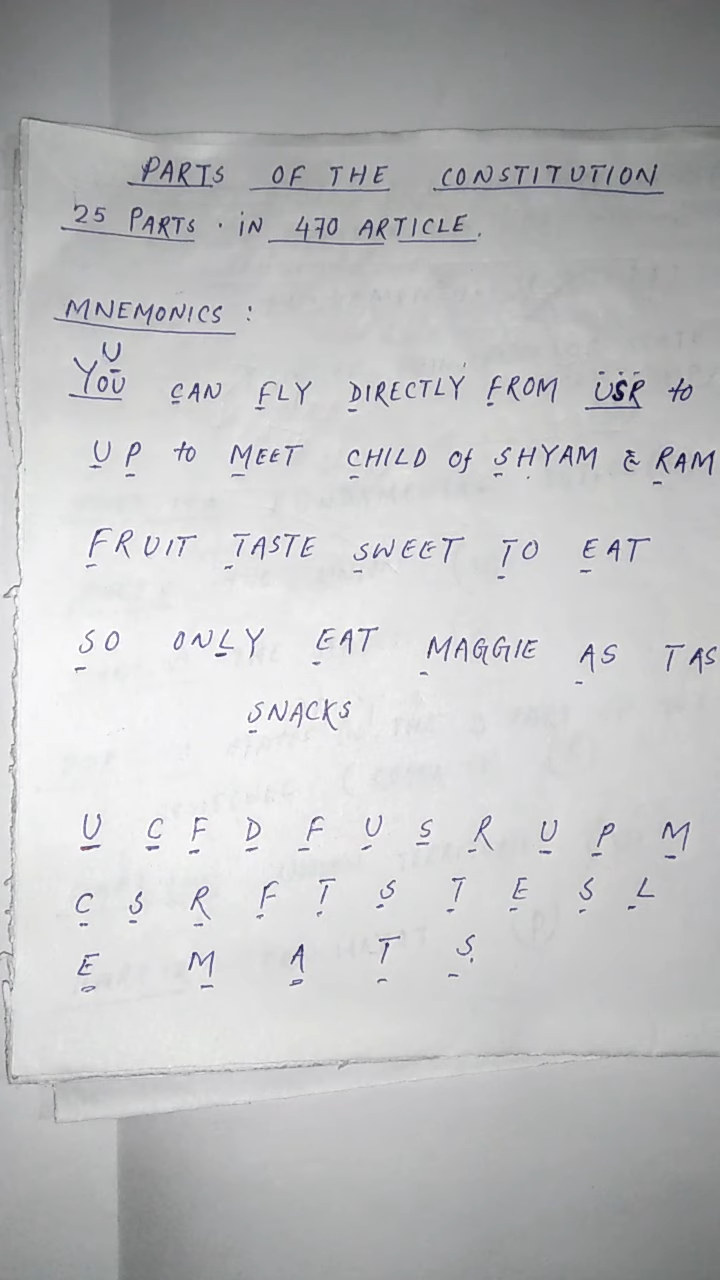 PARTS OF THE CONSTITUTION
25 PARTS . iN 470 ARTICLE.
MNEMONICS :
U
YOU CAN FLY DIRECTLY FROM USR to
UP to MEET CHILD of SHYAM & RAM
FRUIT TASTE SWEET TO EAT
SO ONLY EAT MAGGIE AS TAS
SNACKS
U C F D F U S R U P M
C S R F T S T E S L
E M A T S.